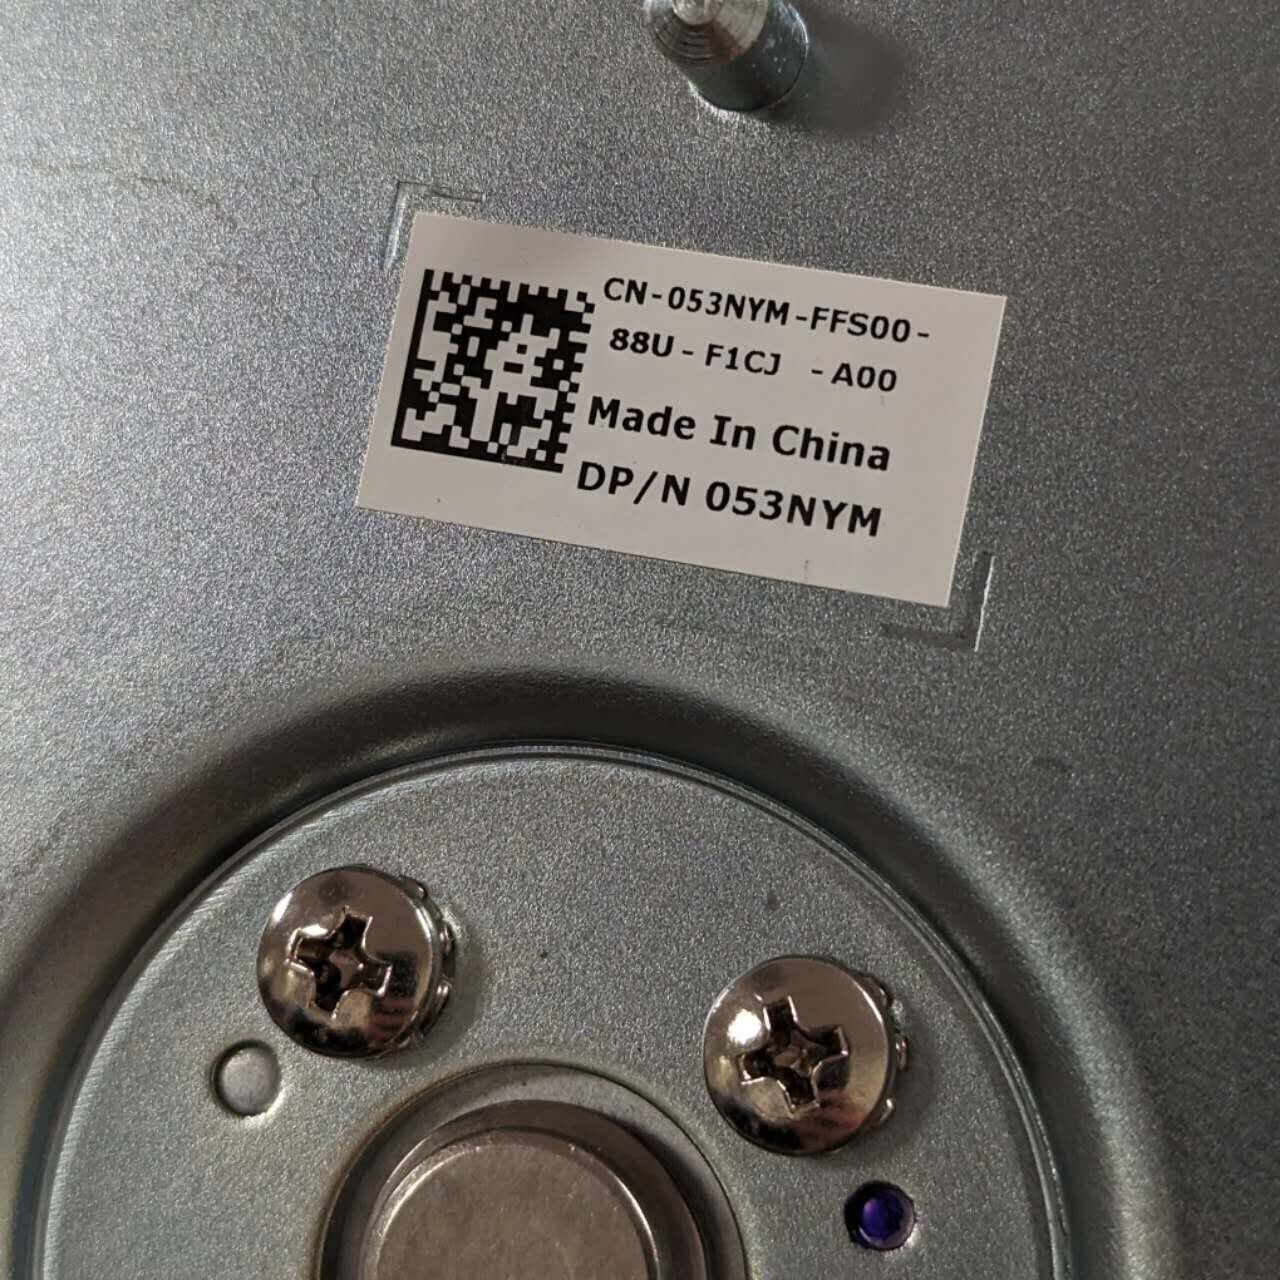 CN-053NYM-FFS00-
88U-F1CJ -A00
Made In China
DP/N 053NYM